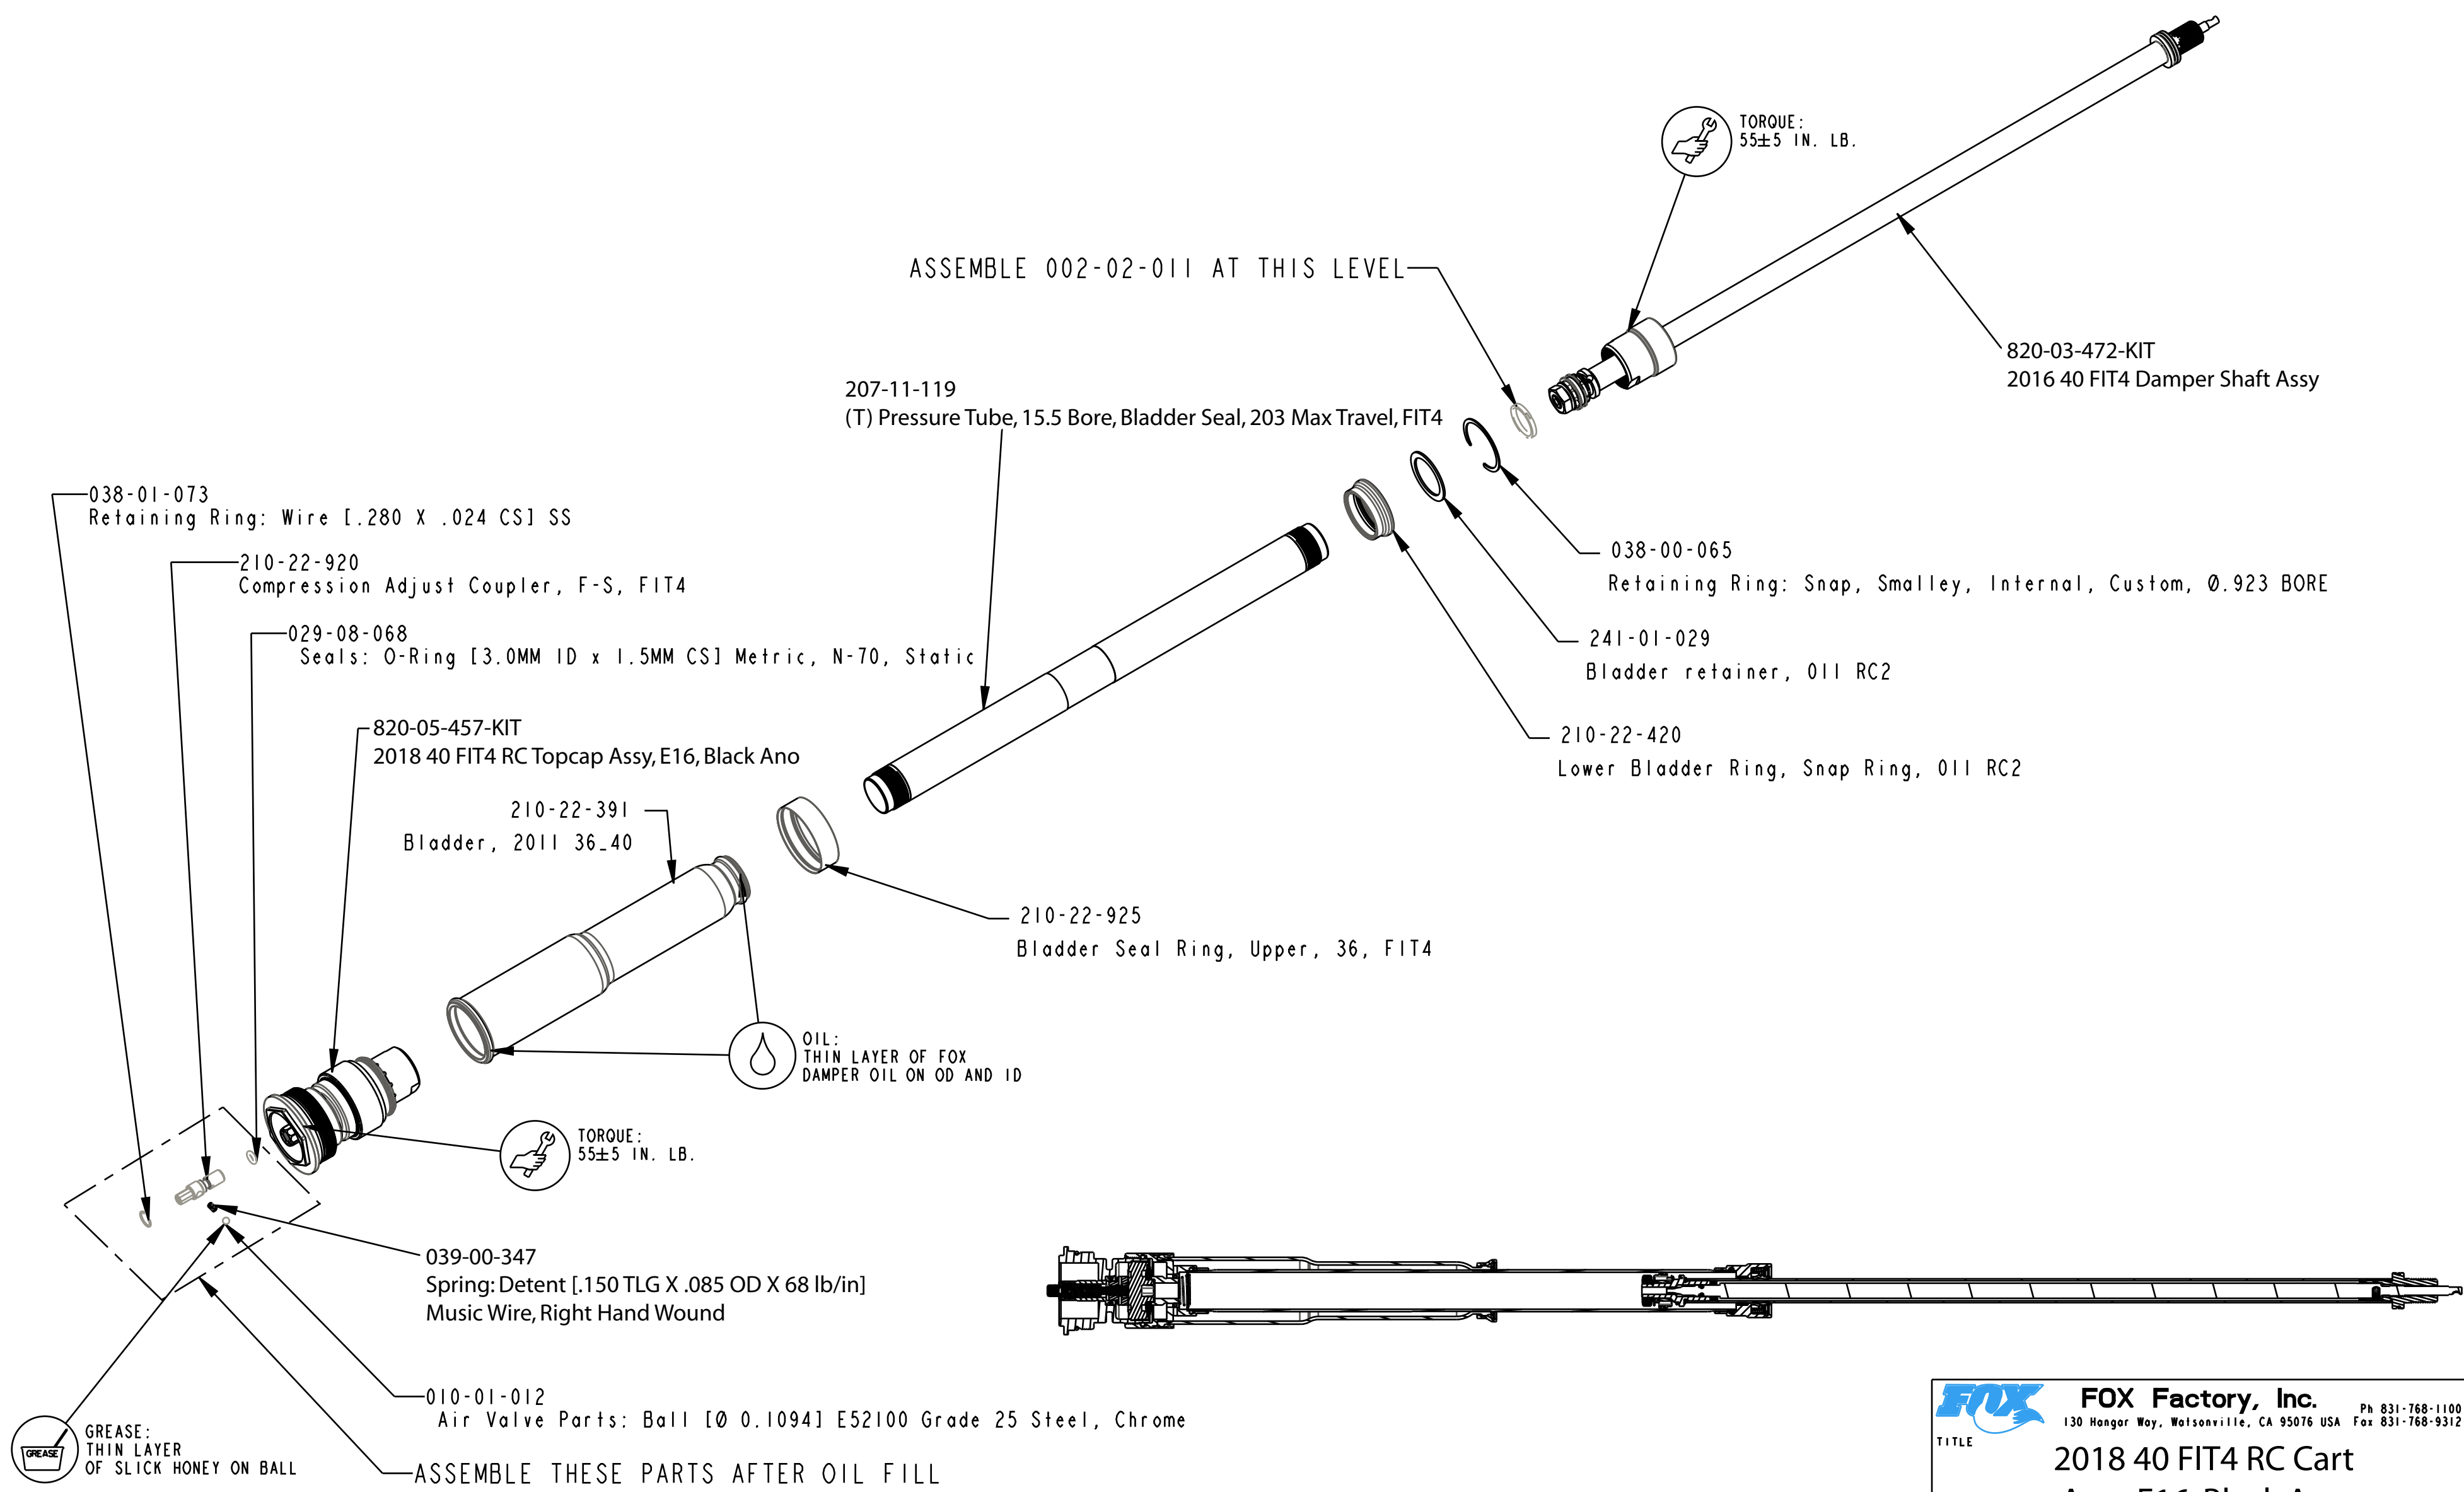 TORQUE:
55±5 IN. LB.
ASSEMBLE 002-02-011 AT THIS LEVEL
820-03-472-KIT
2016 40 FIT4 Damper Shaft Assy
207-11-119
(T) Pressure Tube, 15.5 Bore, Bladder Seal, 203 Max Travel, FIT4
038-01-073
Retaining Ring: Wire [.280 X .024 CS] SS
210-22-920
Compression Adjust Coupler, F-S, FIT4
029-08-068
Seals: O-Ring [3.0MM ID x 1.5MM CS] Metric, N-70, Static
038-00-065
Retaining Ring: Snap, Smalley, Internal, Custom, Ø.923 BORE
241-01-029
Bladder retainer, 011 RC2
820-05-457-KIT
2018 40 FIT4 RC Topcap Assy, E16, Black Ano
210-22-420
Lower Bladder Ring, Snap Ring, 011 RC2
210-22-391
Bladder, 2011 36_40
210-22-925
Bladder Seal Ring, Upper, 36, FIT4
OIL:
THIN LAYER OF FOX
DAMPER OIL ON OD AND ID
TORQUE:
55±5 IN. LB.
039-00-347
Spring: Detent [.150 TLG X .085 OD X 68 lb/in]
Music Wire, Right Hand Wound
010-01-012
Air Valve Parts: Ball [Ø 0.1094] E52100 Grade 25 Steel, Chrome
GREASE
GREASE:
THIN LAYER
OF SLICK HONEY ON BALL
ASSEMBLE THESE PARTS AFTER OIL FILL
FOX
FOX Factory, Inc.
Ph 831-768-1100
130 Hangar Way, Watsonville, CA 95076 USA Fax 831-768-9312
TITLE
2018 40 FIT4 RC Cart